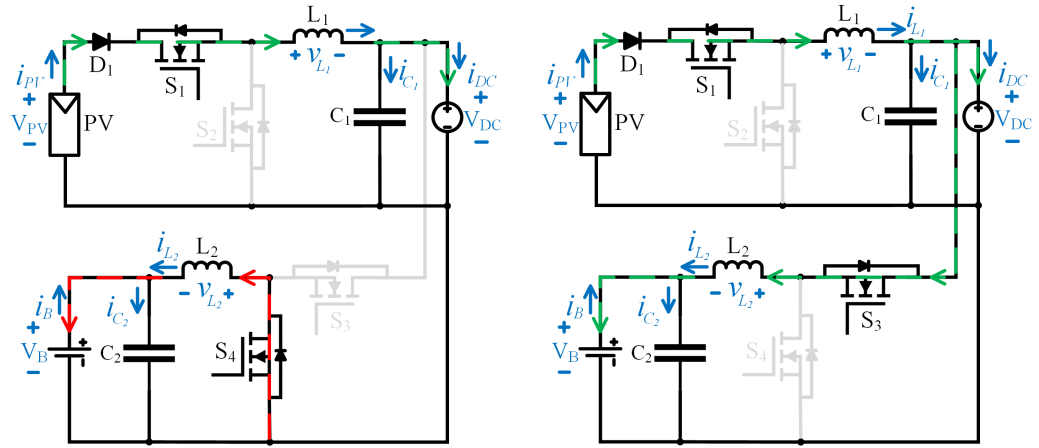 L1
D1
S1
iPV
+
vL1
-
iC1
iDC
+
VPV
-
PV
S2
C1
+
-
+
VDC
-
iL2
L2
- vL2 +
S3
iB
+
VB
-
+
-
iC2
C2
S4
L1
iL1
D1
S1
iPV
+
vL1
-
iC1
iDC
+
VPV
-
PV
S2
C1
+
-
+
VDC
-
iL2
L2
- vL2 +
S3
iB
+
VB
-
+
-
iC2
C2
S4